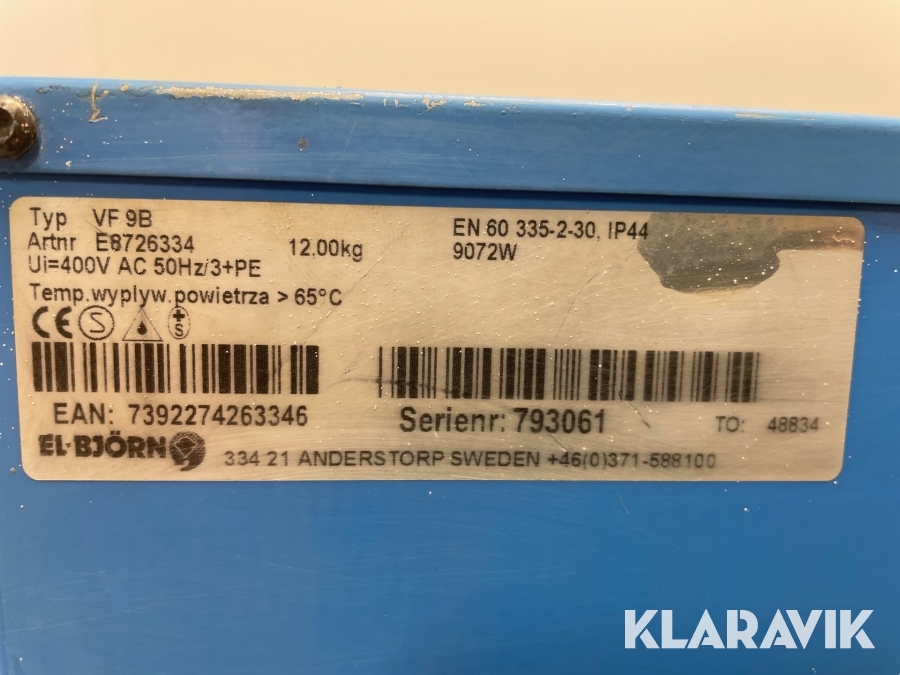 Typ VF 9B
Artnr E8726334 12.00kg
Ui=400V AC 50Hz/3+PE
EN 60 335-2-30, IP44
9072W
Temp.wyplyw.powietrza > 65°C
CE S S
EAN: 7392274263346
Serienr: 793061
TO: 48834
EL-BJÖRN
334 21 ANDERSTORP SWEDEN +46(0)371-588100
KLARAVIK